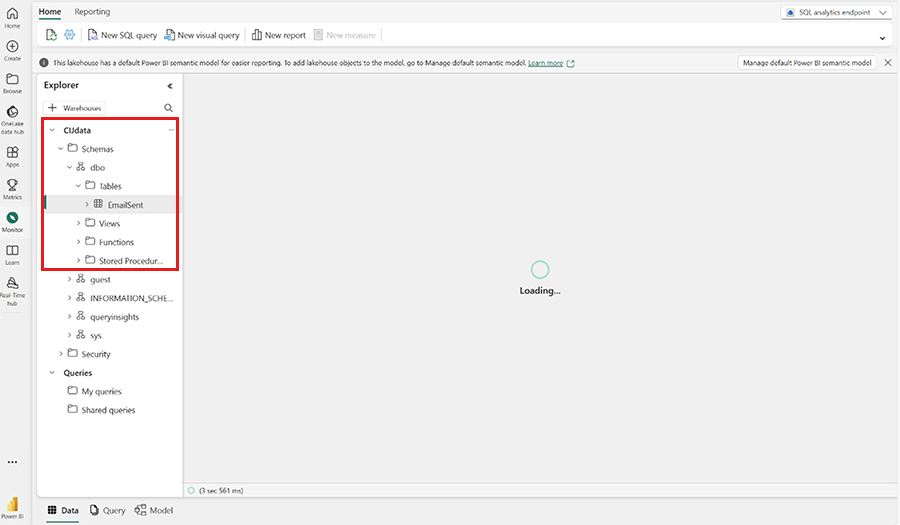 Home
Create
Browse
OneLake
data hub
Apps
Metrics
Monitor
Learn
Real-Time
hub
...
Power BI
Home Reporting
SQL analytics endpoint
New SQL query New visual query New report New measure
This lakehouse has a default Power BI semantic model for easier reporting. To add lakehouse objects to the model, go to Manage default semantic model. Learn more Manage default Power BI semantic model
Explorer
+ Warehouses
CIJdata ...
Schemas
dbo
Tables
EmailSent
Views
Functions
Stored Procedur...
guest
INFORMATION_SCHE...
queryinsights
sys
Security
Queries
My queries
Shared queries
Loading...
(3 sec 561 ms)
Data Query Model